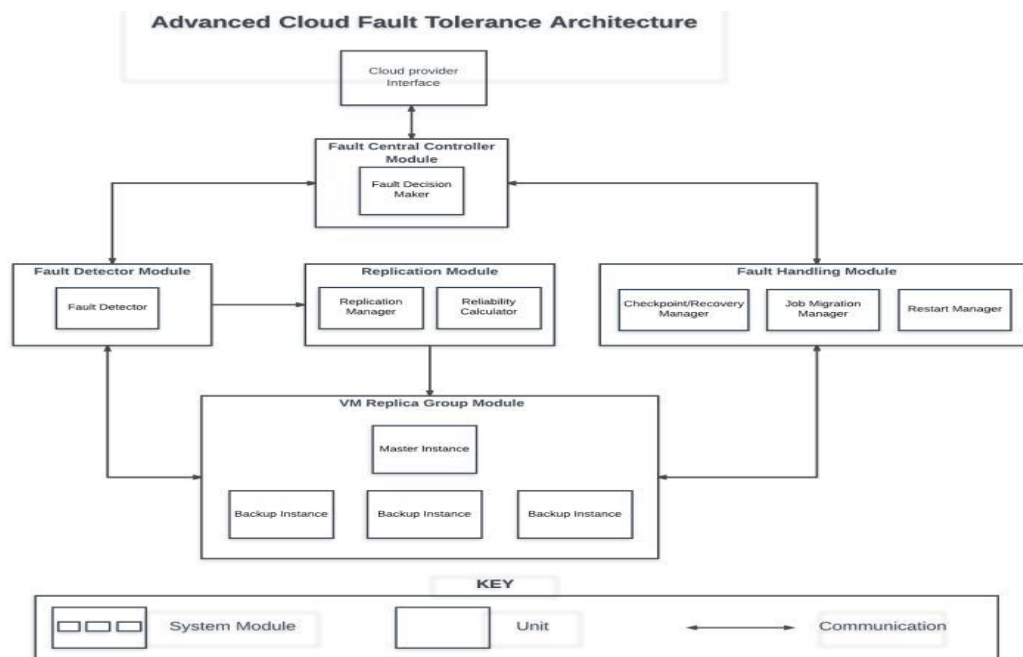 Advanced Cloud Fault Tolerance Architecture
Cloud provider
Interface
Fault Central Controller
Module
Fault Decision
Maker
Fault Detector Module
Fault Detector
Replication Module
Replication
Manager
Reliability
Calculator
Fault Handling Module
Checkpoint/Recovery
Manager
Job Migration
Manager
Restart Manager
VM Replica Group Module
Master Instance
Backup Instance
Backup Instance
Backup Instance
KEY
System Module
Unit
Communication